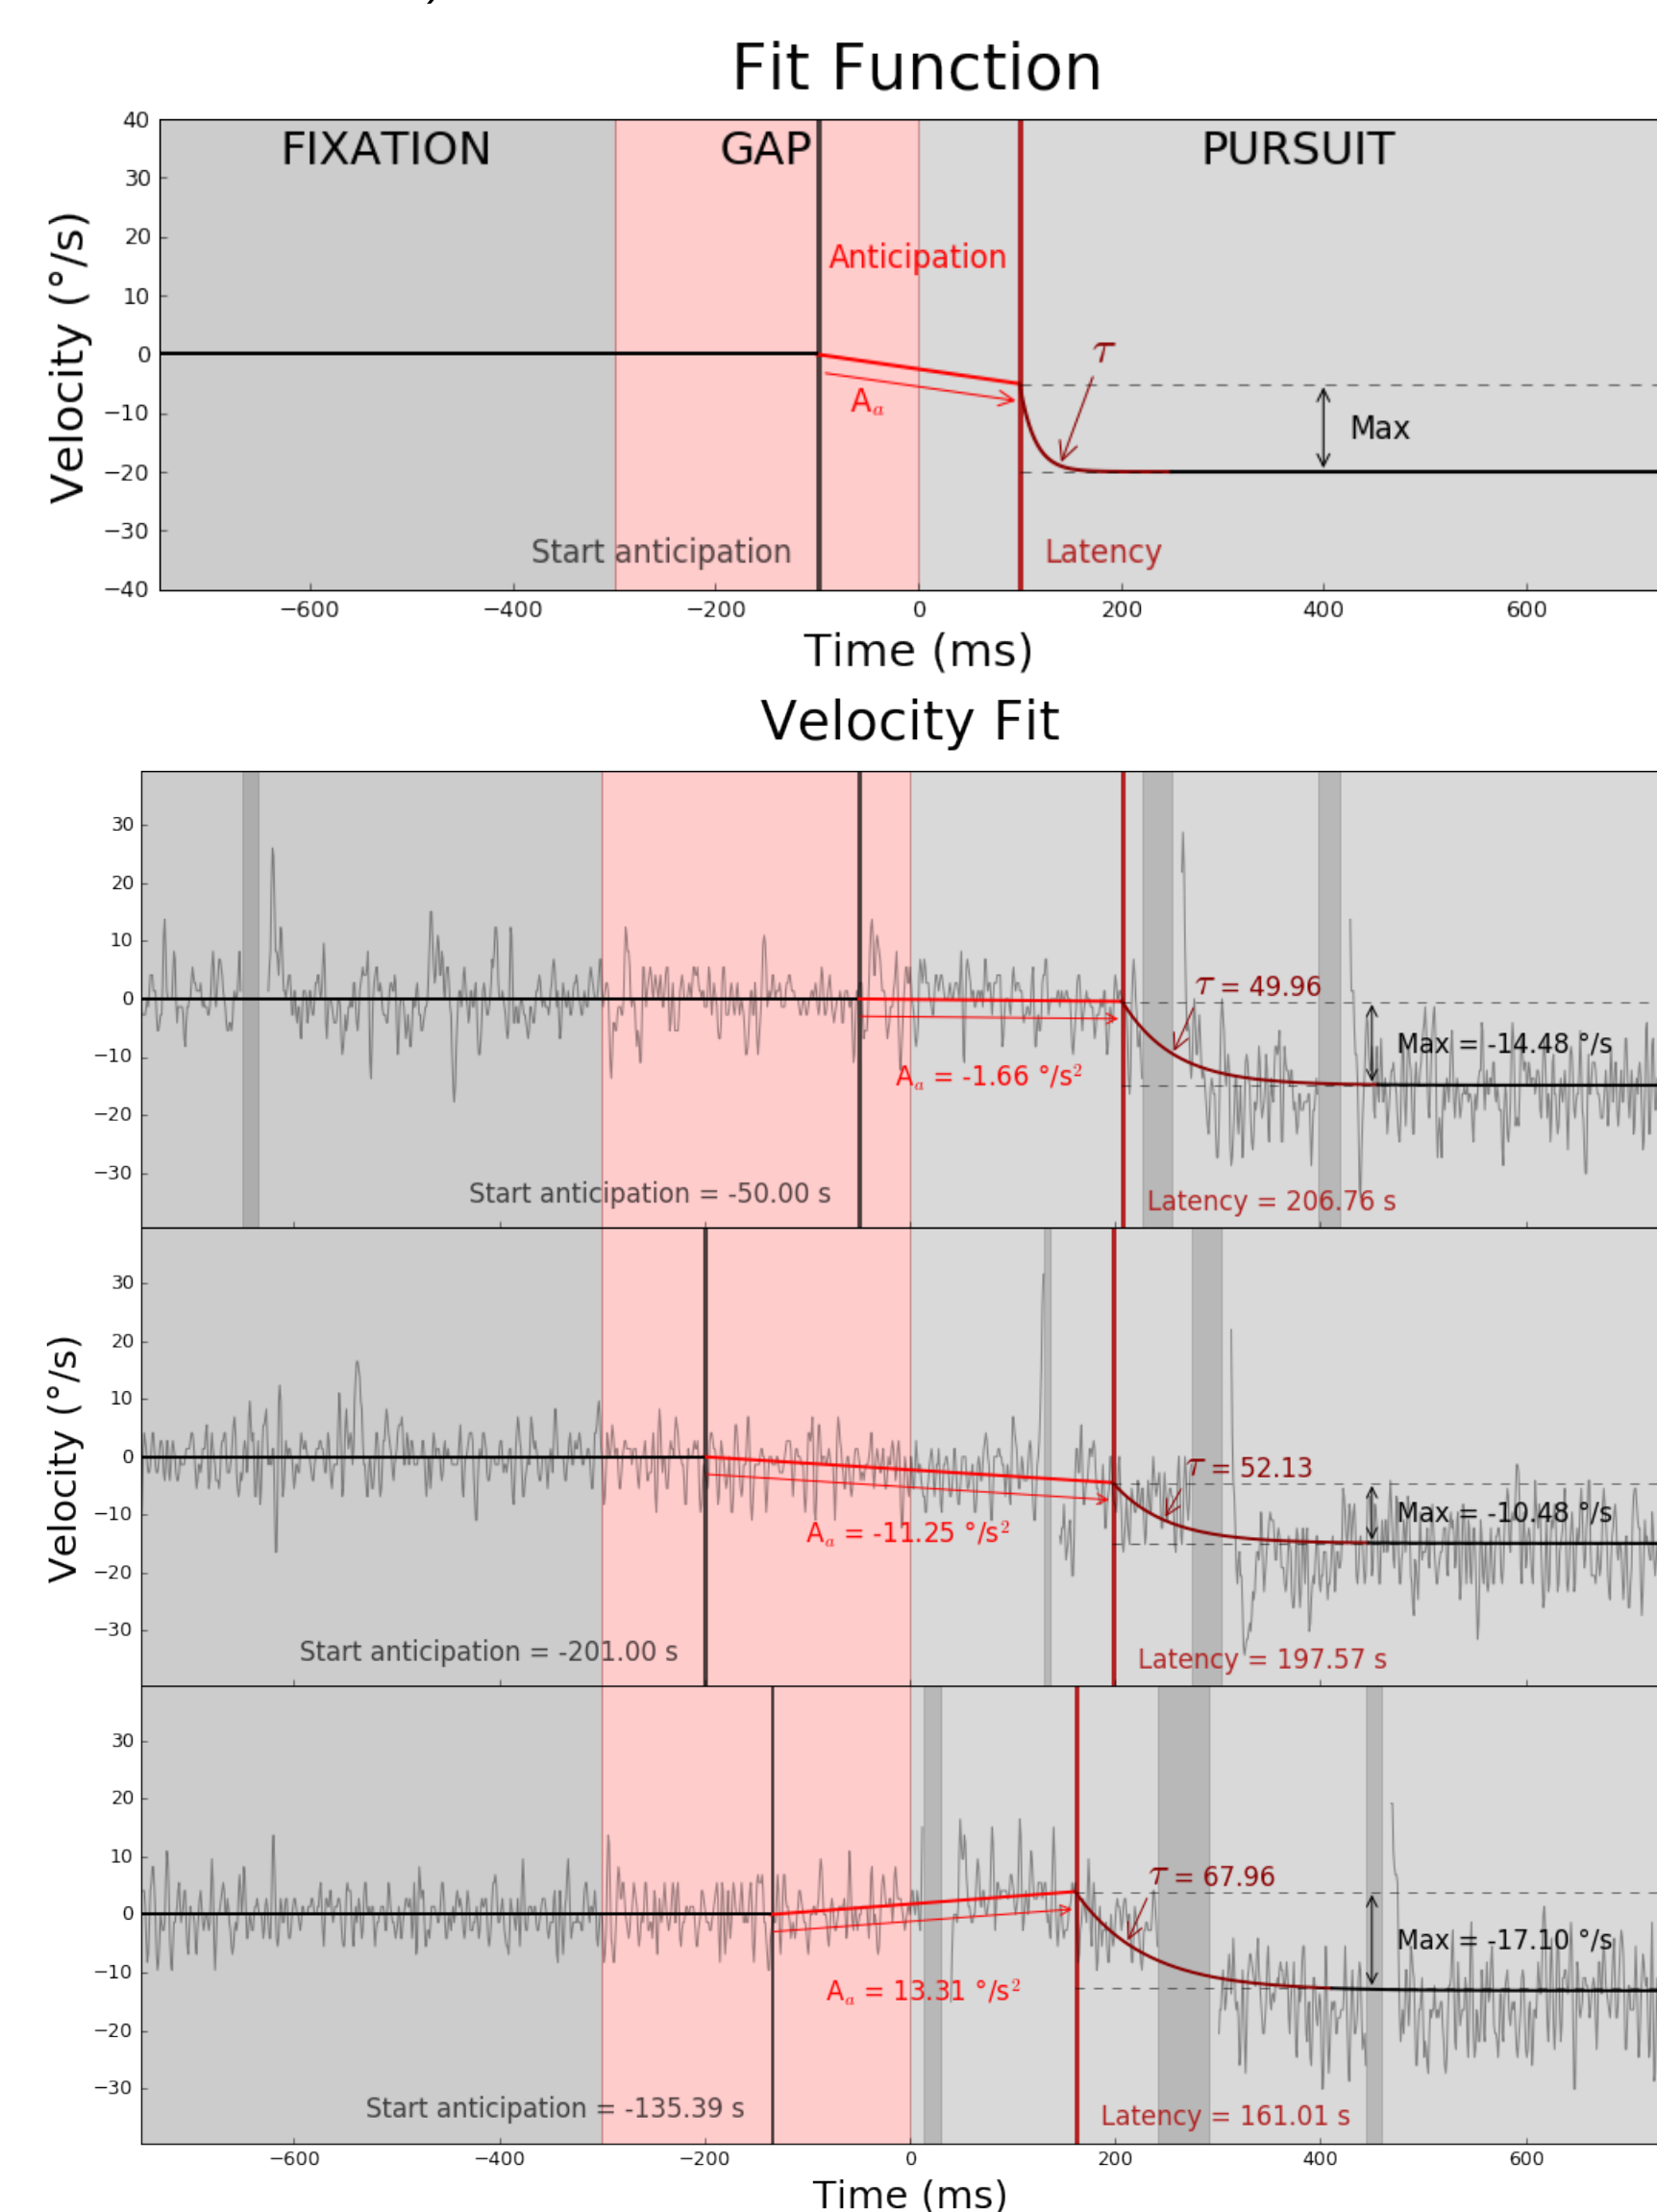 Fit Function
FIXATION GAP PURSUIT
40
30
20
10
0
−10
−20
−30
−40
Velocity (°/s)
Anticipation
τ
Aₐ
Max
Start anticipation
Latency
−600 −400 −200 0 200 400 600
Time (ms)
Velocity Fit
Velocity (°/s)
30
20
10
0
−10
−20
−30
τ = 49.96
Max = -14.48 °/s
Aₐ = -1.66 °/s²
Start anticipation = -50.00 s
Latency = 206.76 s
30
20
10
0
−10
−20
−30
τ = 52.13
Max = -10.48 °/s
Aₐ = -11.25 °/s²
Start anticipation = -201.00 s
Latency = 197.57 s
30
20
10
0
−10
−20
−30
τ = 67.96
Max = -17.10 °/s
Aₐ = 13.31 °/s²
Start anticipation = -135.39 s
Latency = 161.01 s
−600 −400 −200 0 200 400 600
Time (ms)